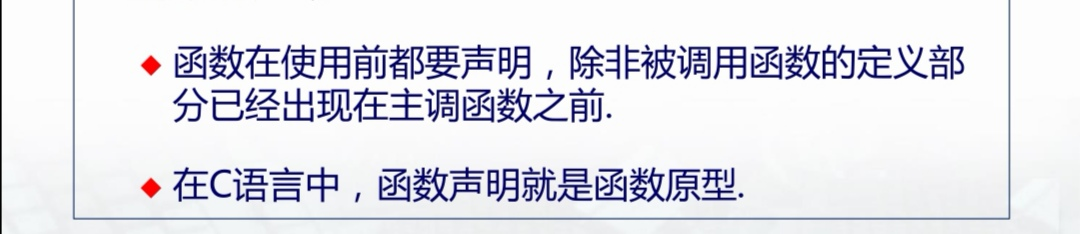 ◆ 函数在使用前都要声明，除非被调用函数的定义部
分已经出现在主调函数之前.
◆ 在C语言中，函数声明就是函数原型.